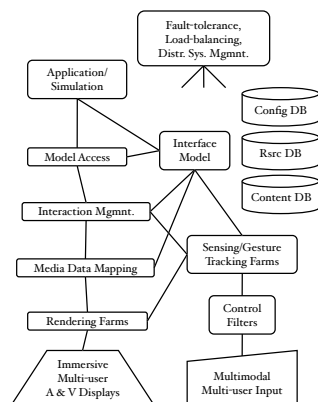 Fault-tolerance,
Load-balancing,
Distr. Sys. Mgmnt.
Application/
Simulation
Config DB
Interface
Model
Model Access
Rsrc DB
Content DB
Interaction Mgmnt.
Sensing/Gesture
Tracking Farms
Media Data Mapping
Control
Filters
Rendering Farms
Immersive
Multi-user
A & V Displays
Multimodal
Multi-user Input